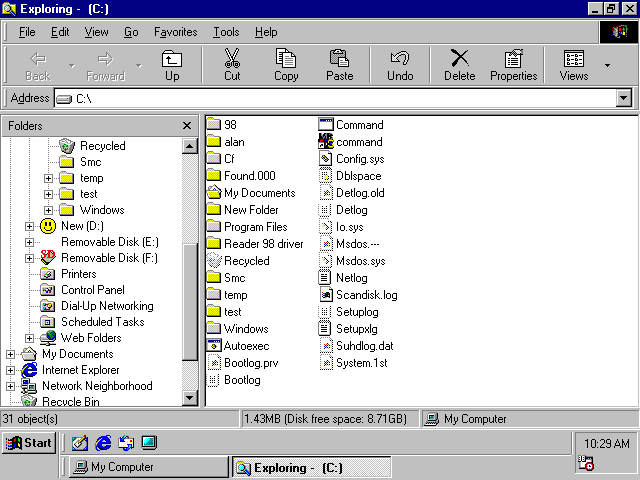 Exploring - (C:)
File Edit View Go Favorites Tools Help
Back Forward Up Cut Copy Paste Undo Delete Properties Views
Address C:\
Folders
Recycled
Smc
temp
test
Windows
New (D:)
Removable Disk (E:)
Removable Disk (F:)
Printers
Control Panel
Dial-Up Networking
Scheduled Tasks
Web Folders
My Documents
Internet Explorer
Network Neighborhood
Recycle Bin
98
alan
Cf
Found.000
My Documents
New Folder
Program Files
Reader 98 driver
Recycled
Smc
temp
test
Windows
Autoexec
Bootlog.prv
Bootlog
Command
command
Config.sys
Dblspace
Detlog.old
Detlog
Io.sys
Msdos.---
Msdos.sys
Netlog
Scandisk.log
Setuplog
Setupxlg
Suhdlog.dat
System.1st
31 object(s) 1.43MB (Disk free space: 8.71GB) My Computer
Start 10:29 AM
My Computer Exploring - (C:)